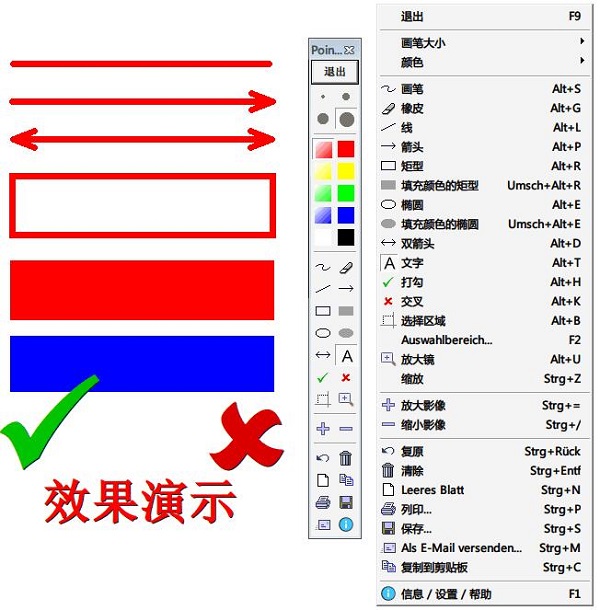 效果演示
Poin...
退出
A
退出 F9
画笔大小
颜色
画笔 Alt+S
橡皮 Alt+G
线 Alt+L
箭头 Alt+P
矩型 Alt+R
填充颜色的矩型 Umsch+Alt+R
椭圆 Alt+E
填充颜色的椭圆 Umsch+Alt+E
双箭头 Alt+D
A 文字 Alt+T
打勾 Alt+H
交叉 Alt+K
选择区域 Alt+B
Auswahlbereich... F2
放大镜 Alt+U
缩放 Strg+Z
放大影像 Strg+=
缩小影像 Strg+/
复原 Strg+Rück
清除 Strg+Entf
Leeres Blatt Strg+N
列印... Strg+P
保存... Strg+S
Als E-Mail versenden... Strg+M
复制到剪贴板 Strg+C
信息 / 设置 / 帮助 F1